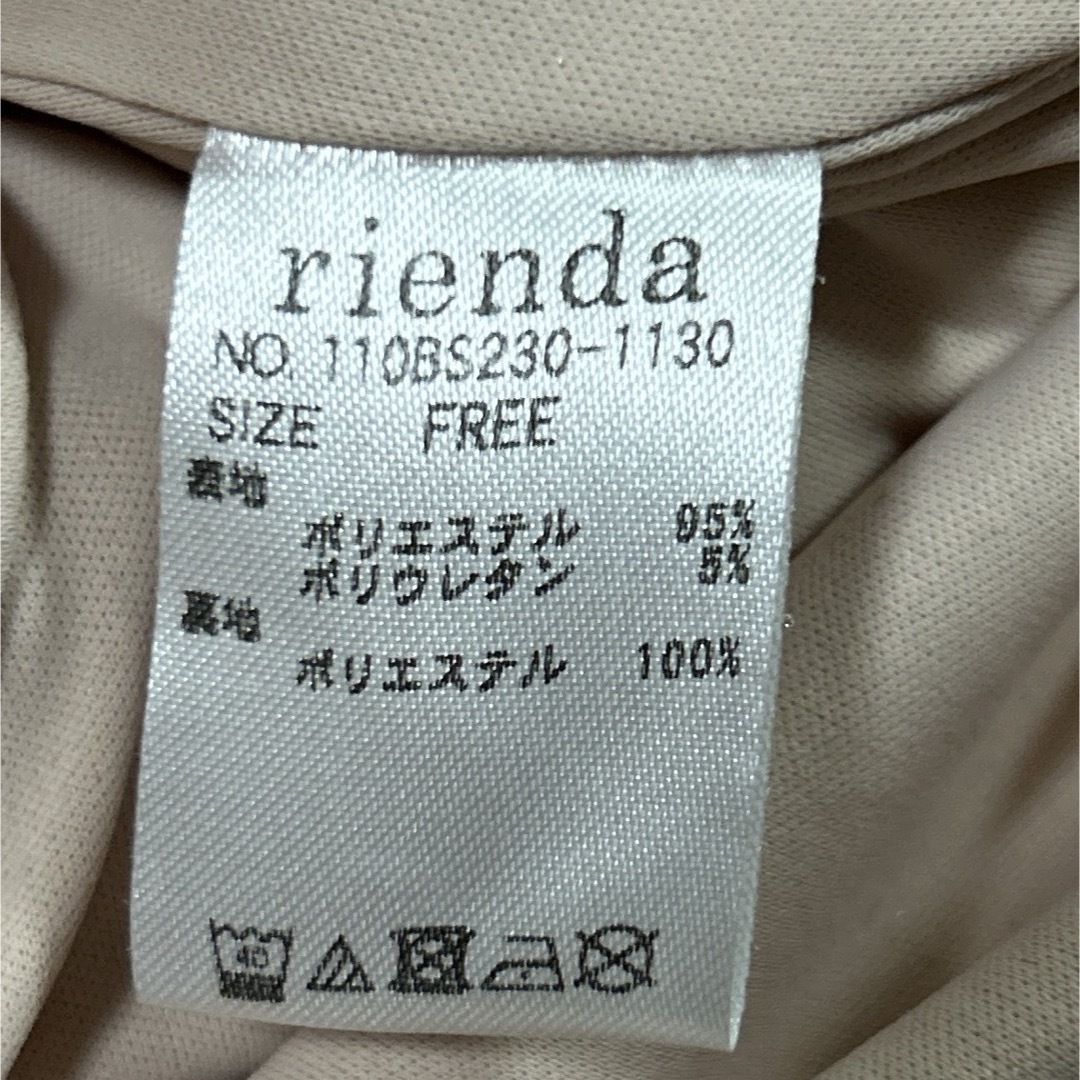 rienda
NO. 110BS230-1130
SIZE FREE
表地
ポリエステル 95%
ポリウレタン 5%
裏地
ポリエステル 100%
40